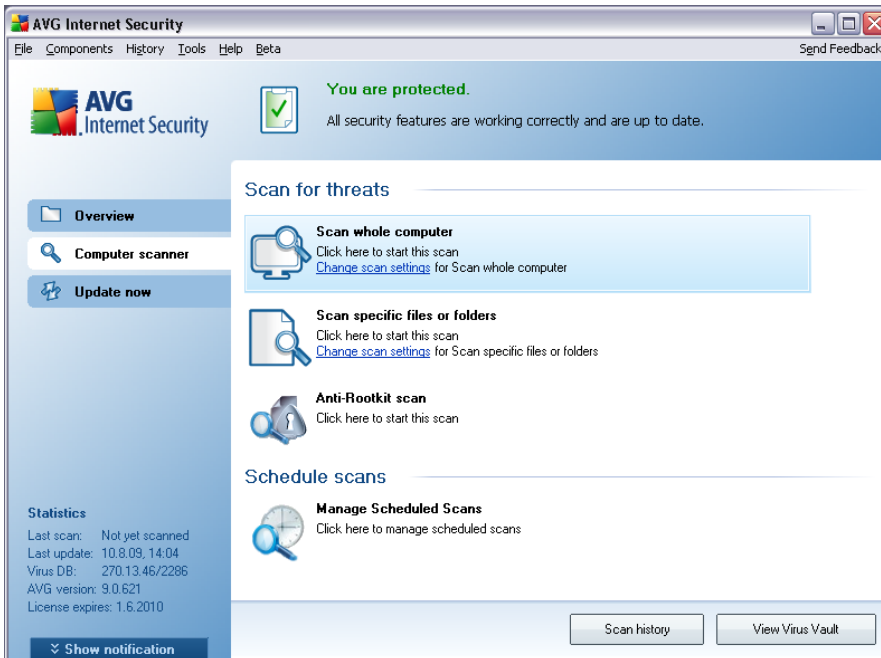 AVG Internet Security
File Components History Tools Help Beta Send Feedback
AVG
Internet Security
You are protected.
All security features are working correctly and are up to date.
Overview
Computer scanner
Update now
Scan for threats
Scan whole computer
Click here to start this scan
Change scan settings for Scan whole computer
Scan specific files or folders
Click here to start this scan
Change scan settings for Scan specific files or folders
Anti-Rootkit scan
Click here to start this scan
Schedule scans
Manage Scheduled Scans
Click here to manage scheduled scans
Statistics
Last scan: Not yet scanned
Last update: 10.8.09, 14:04
Virus DB: 270.13.46/2286
AVG version: 9.0.621
License expires: 1.6.2010
Show notification
Scan history
View Virus Vault